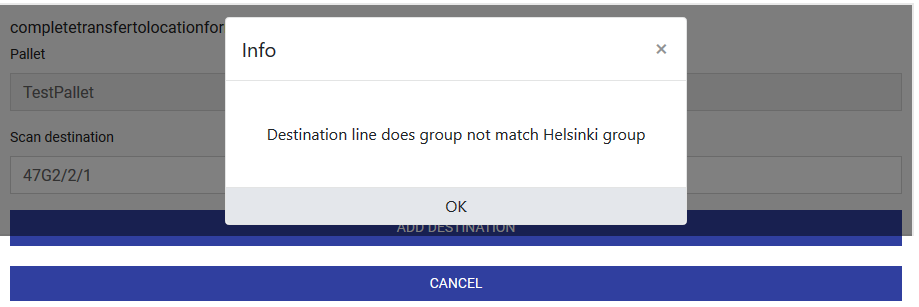 completetransfertolocationfor
Info
×
Pallet
TestPallet
Destination line does group not match Helsinki group
Scan destination
47G2/2/1
OK
ADD DESTINATION
CANCEL